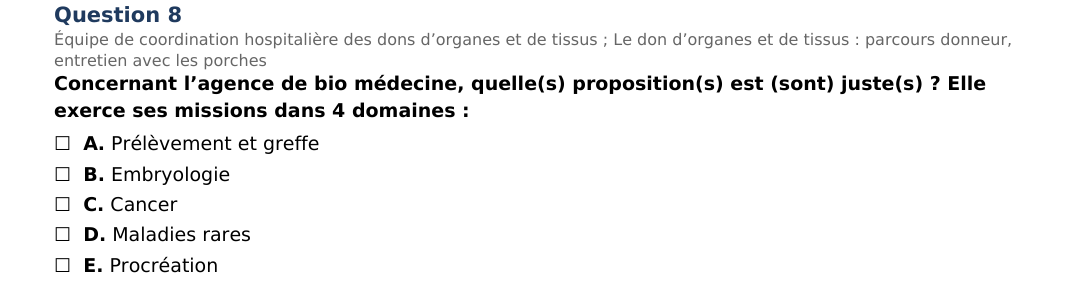 Question 8
Équipe de coordination hospitalière des dons d’organes et de tissus ; Le don d’organes et de tissus : parcours donneur,
entretien avec les porches
Concernant l’agence de bio médecine, quelle(s) proposition(s) est (sont) juste(s) ? Elle
exerce ses missions dans 4 domaines :
☐ A. Prélèvement et greffe
☐ B. Embryologie
☐ C. Cancer
☐ D. Maladies rares
☐ E. Procréation